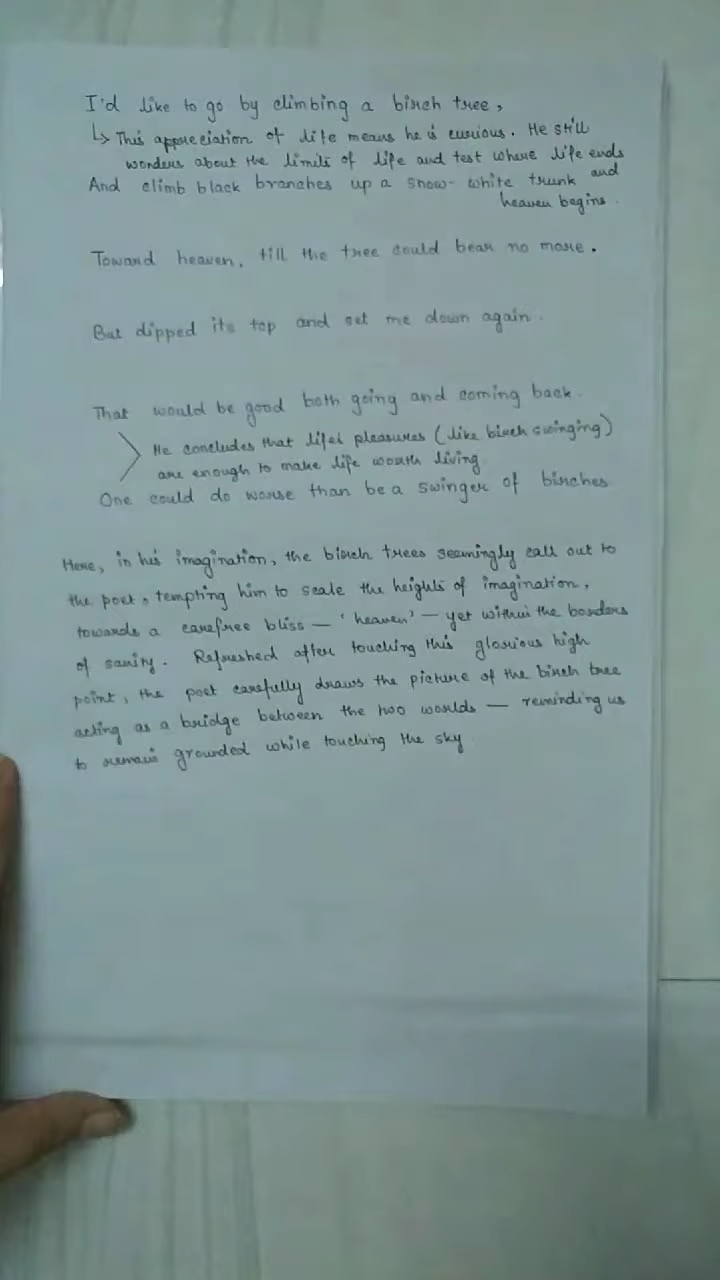 I'd like to go by climbing a birch tree,
↳ This appreciation of life means he is curious. He still
wonders about the limits of life and test where life ends
and
And climb black branches up a snow-white trunk
heaven begins.
Toward heaven, till the tree could bear no more.
But dipped its top and set me down again.
That would be good both going and coming back.
He concludes that life's pleasures (like birch swinging)
are enough to make life worth living
One could do worse than be a swinger of birches
Here, in his imagination, the birch trees seemingly call out to
the poet, tempting him to scale the heights of imagination,
towards a carefree bliss — 'heaven' — yet within the borders
of sanity. Refreshed after touching this glorious high
point, the poet carefully draws the picture of the birch tree
acting as a bridge between the two worlds — reminding us
to remain grounded while touching the sky